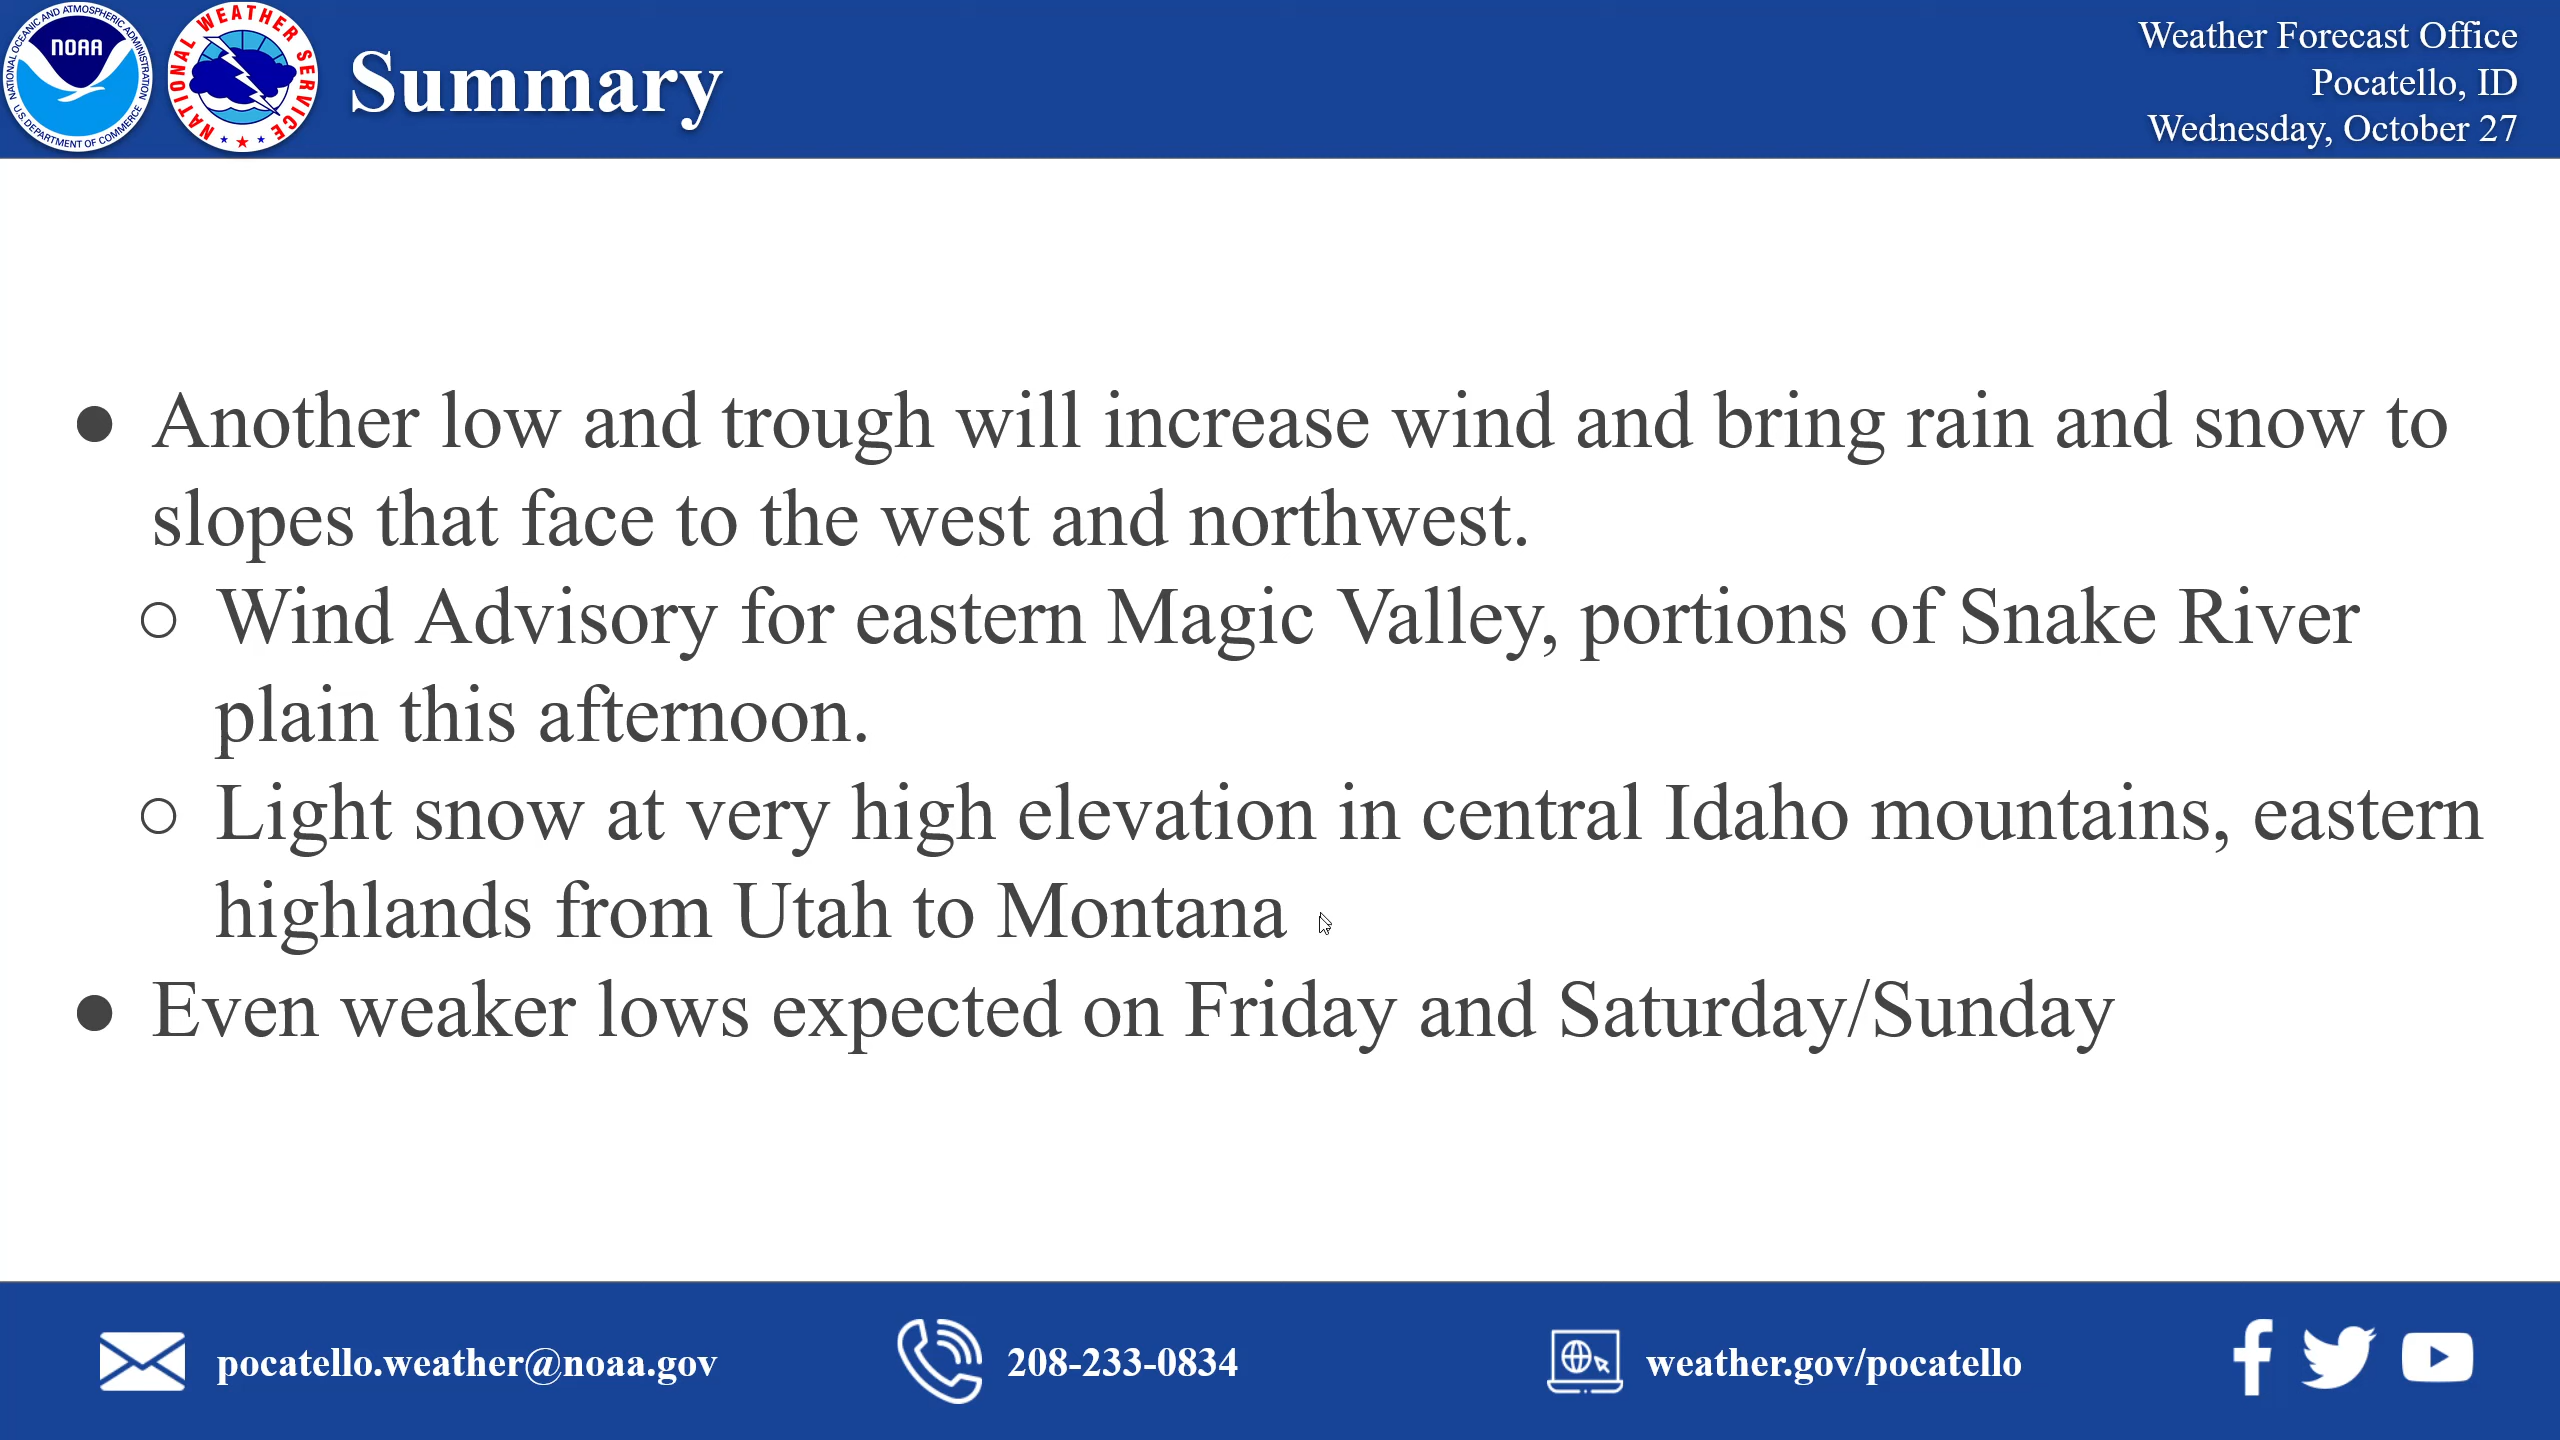 NATIONAL OCEANIC AND ATMOSPHERIC ADMINISTRATION
NOAA
U.S. DEPARTMENT OF COMMERCE
NATIONAL WEATHER SERVICE
Summary
Weather Forecast Office
Pocatello, ID
Wednesday, October 27
● Another low and trough will increase wind and bring rain and snow to
slopes that face to the west and northwest.
○ Wind Advisory for eastern Magic Valley, portions of Snake River
plain this afternoon.
○ Light snow at very high elevation in central Idaho mountains, eastern
highlands from Utah to Montana
● Even weaker lows expected on Friday and Saturday/Sunday
pocatello.weather@noaa.gov
208-233-0834
weather.gov/pocatello